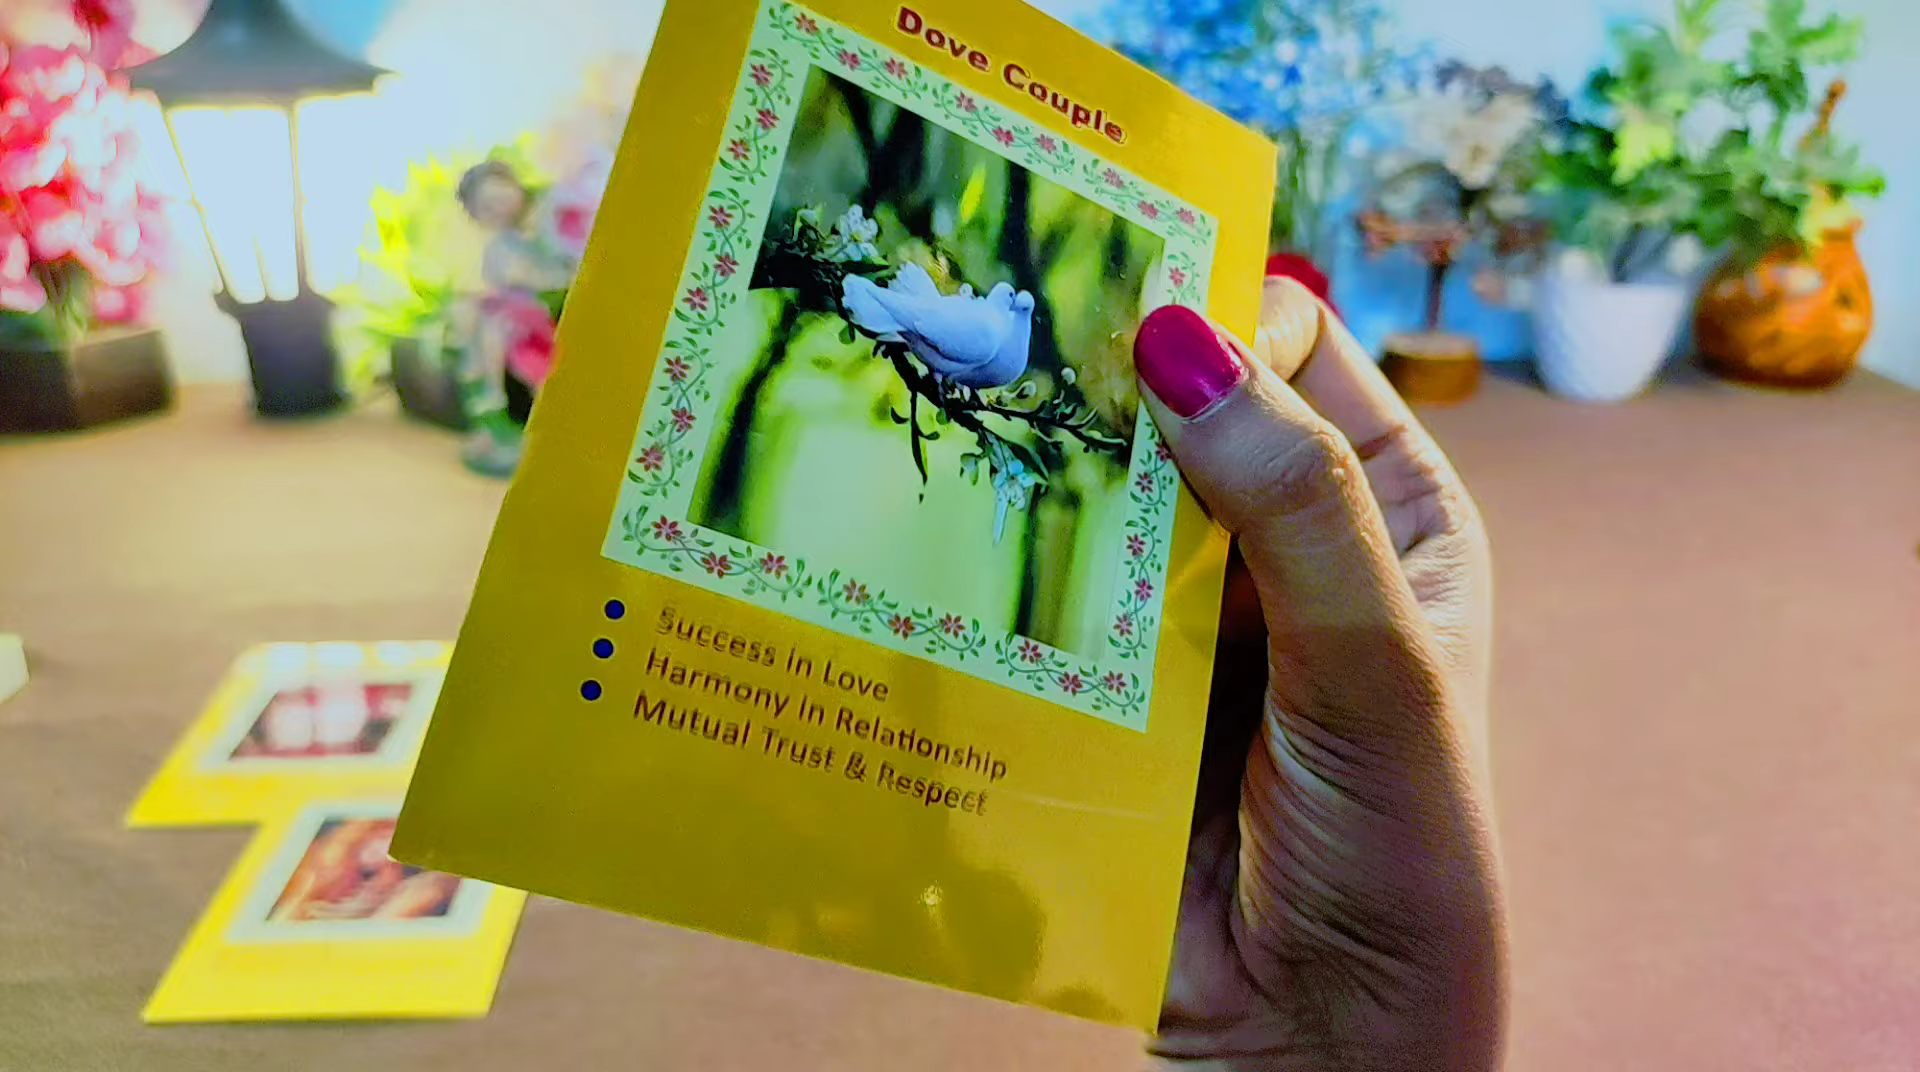 Dove Couple
Success in Love
Harmony in Relationship
Mutual Trust & Respect